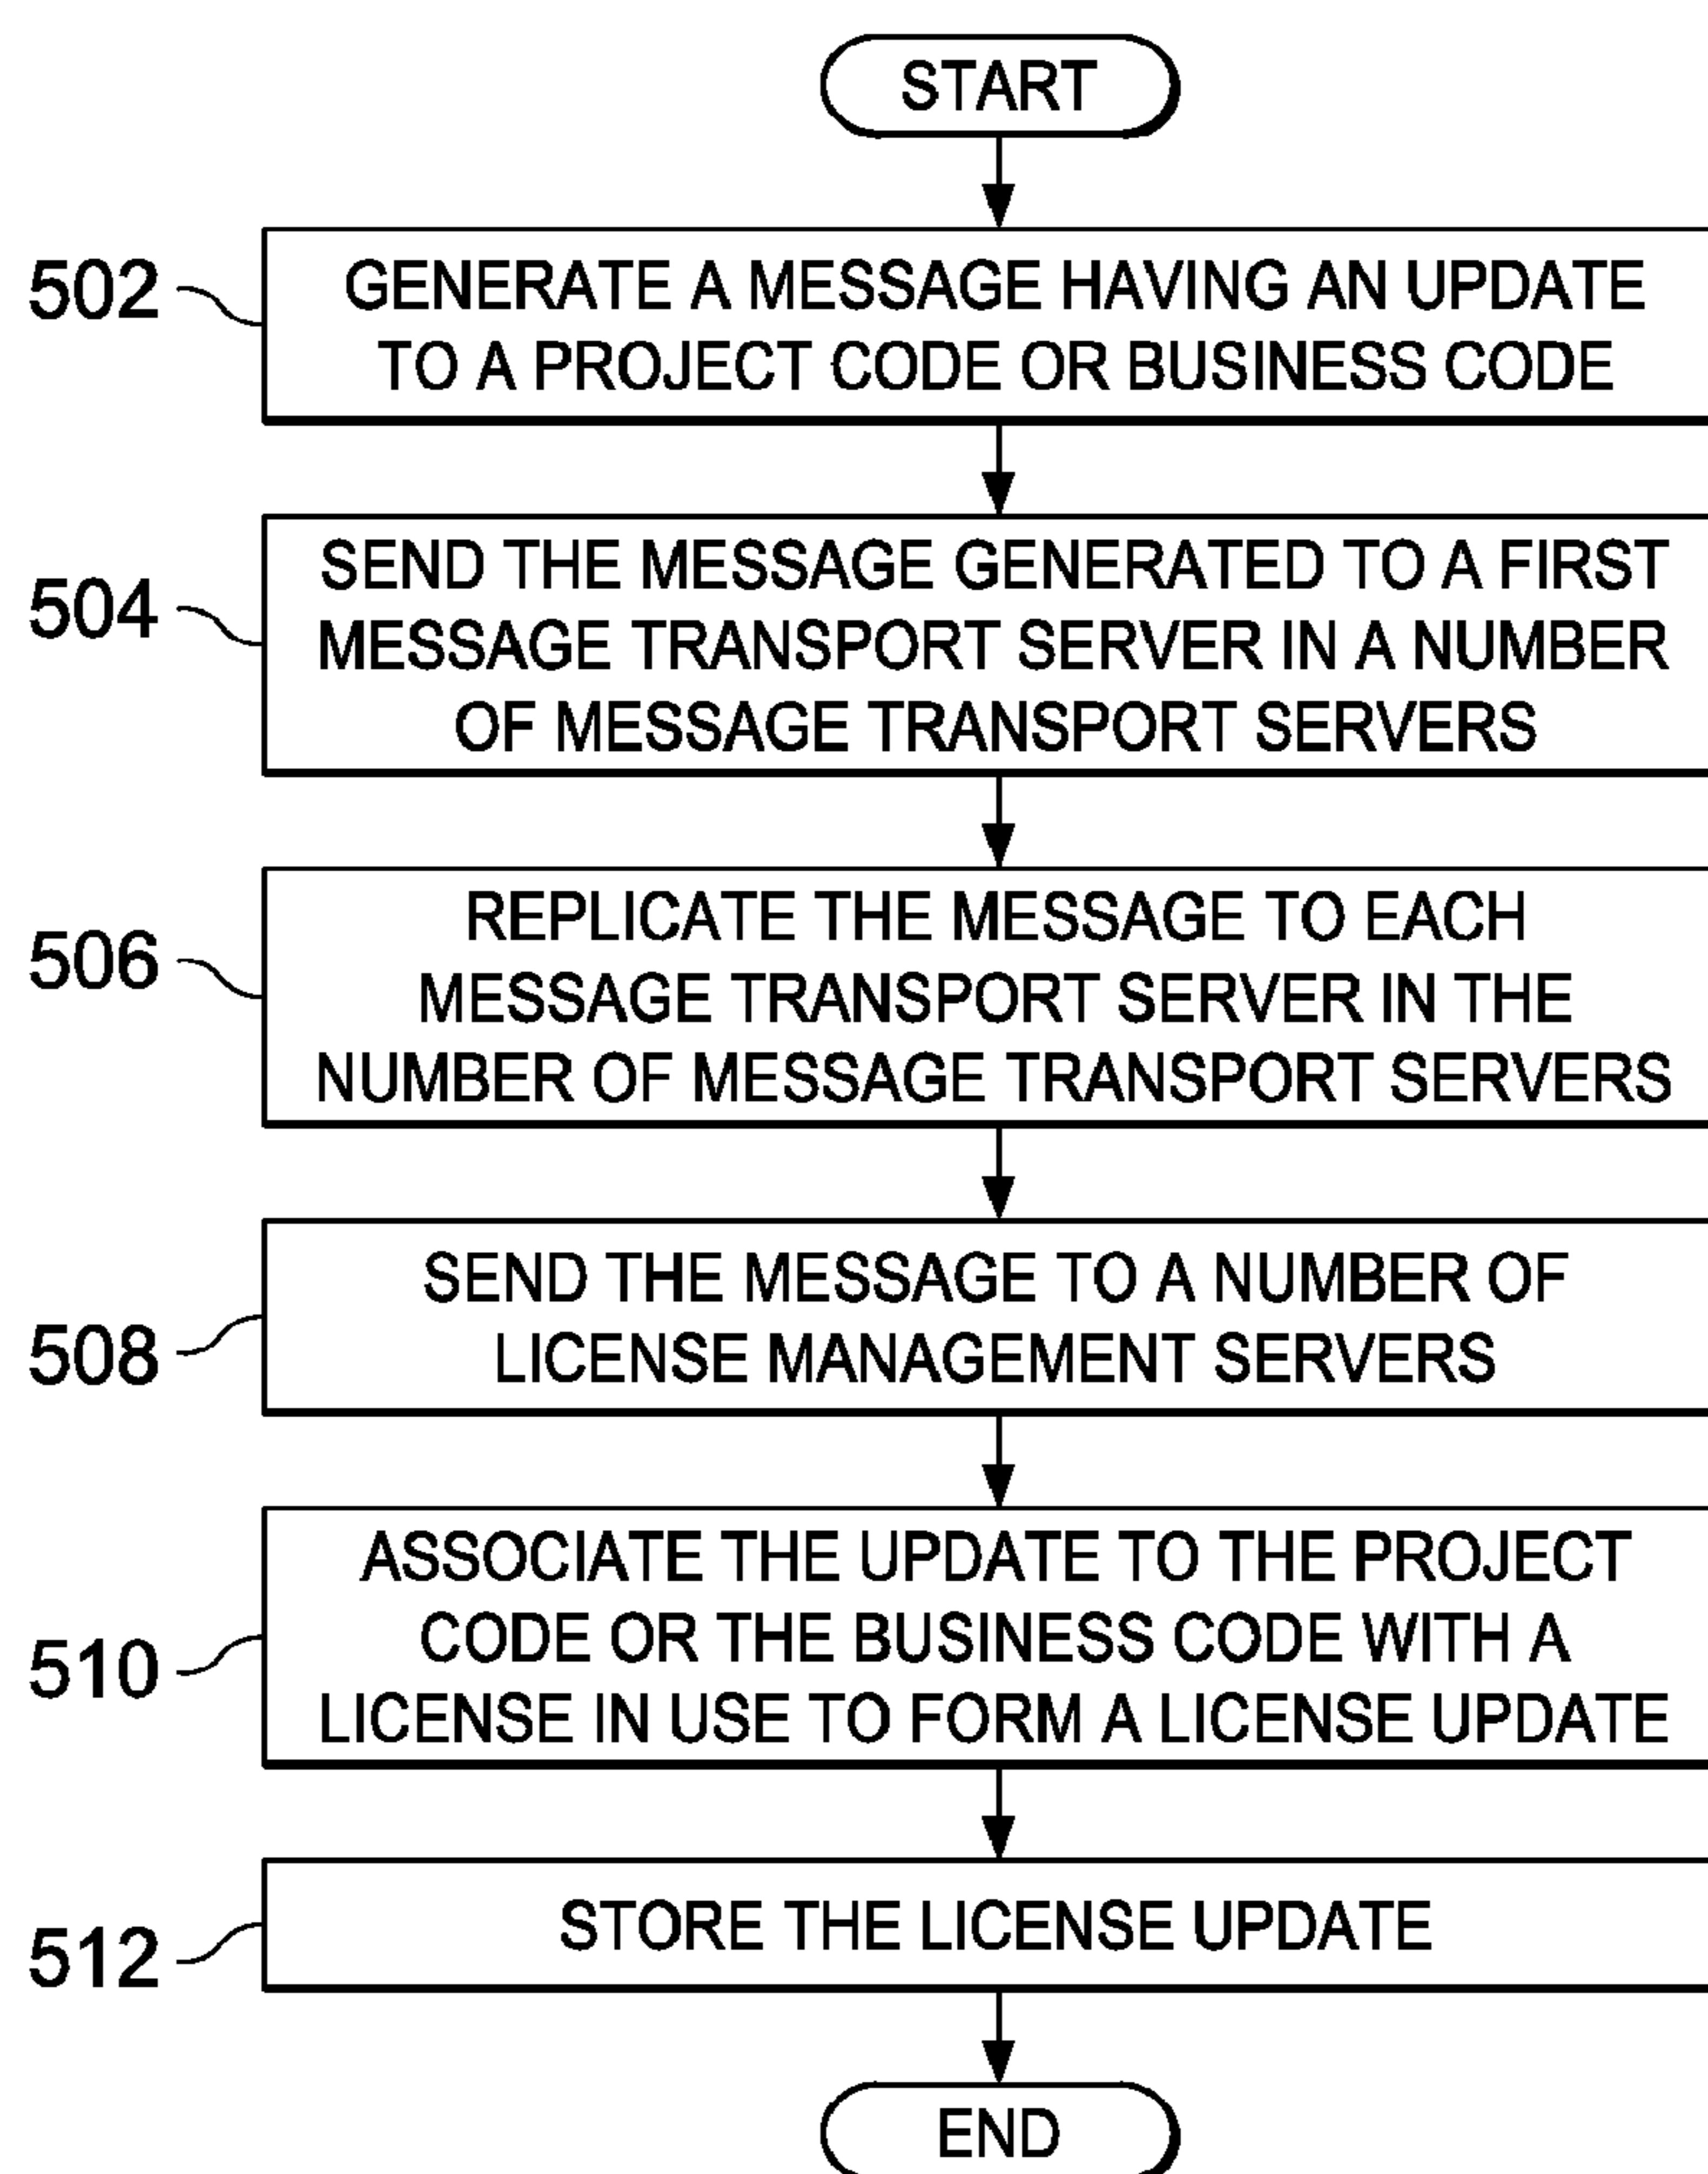 START
502
GENERATE A MESSAGE HAVING AN UPDATE
TO A PROJECT CODE OR BUSINESS CODE
504
SEND THE MESSAGE GENERATED TO A FIRST
MESSAGE TRANSPORT SERVER IN A NUMBER
OF MESSAGE TRANSPORT SERVERS
506
REPLICATE THE MESSAGE TO EACH
MESSAGE TRANSPORT SERVER IN THE
NUMBER OF MESSAGE TRANSPORT SERVERS
508
SEND THE MESSAGE TO A NUMBER OF
LICENSE MANAGEMENT SERVERS
510
ASSOCIATE THE UPDATE TO THE PROJECT
CODE OR THE BUSINESS CODE WITH A
LICENSE IN USE TO FORM A LICENSE UPDATE
512
STORE THE LICENSE UPDATE
END